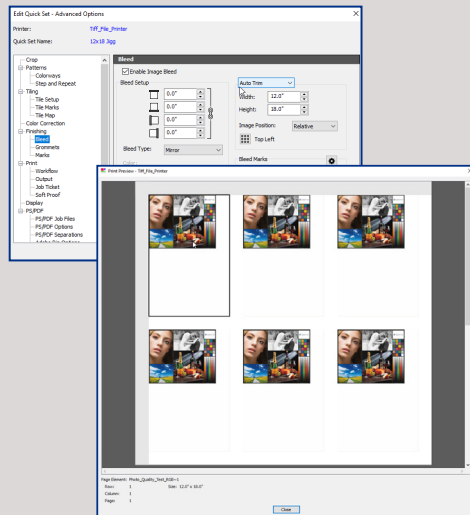 Edit Quick Set - Advanced Options
Printer: Tiff_File_Printer
Quick Set Name: 12x18 3gg
Crop
Patterns
Colorways
Step and Repeat
Tiling
Tile Setup
Tile Marks
Tile Map
Color Correction
Finishing
Bleed
Grommets
Marks
Print
Workflow
Output
Job Ticket
Soft Proof
Display
PS/PDF
PS/PDF Job Files
PS/PDF Options
PS/PDF Separations
Bleed
Enable Image Bleed
Bleed Setup
0.0"
0.0"
0.0"
0.0"
Bleed Type: Mirror
Color:
Auto Trim
Width: 12.0"
Height: 18.0"
Image Position: Relative
Top Left
Bleed Marks
Print Preview - Tiff_File_Printer
Page Element: Photo_Quality_Test_RGB~1
Row: 1 Size: 12.0" x 18.0"
Column: 1
Page: 1
Close